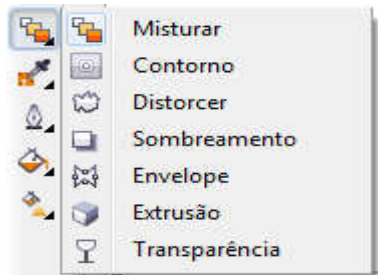 Misturar
Contorno
Distorcer
Sombreamento
Envelope
Extrusão
Transparência